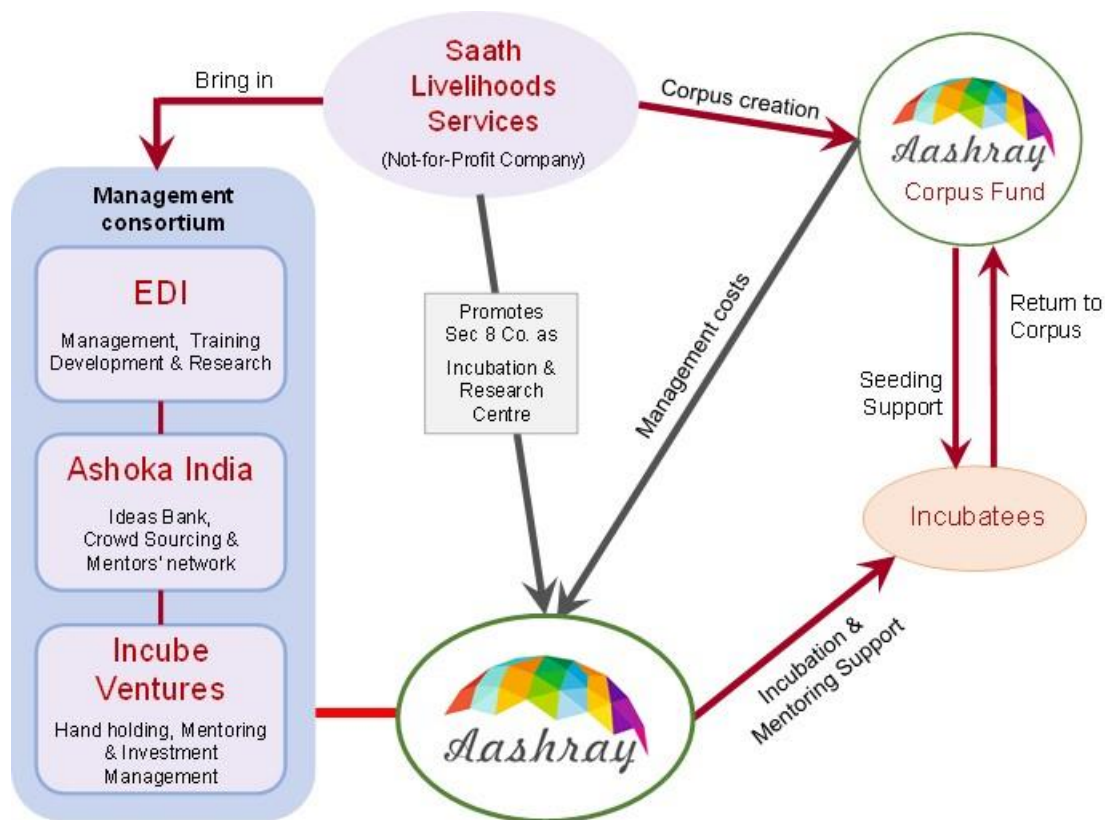 Saath
Livelihoods
Services
(Not-for-Profit Company)
Bring in
Corpus creation
Aashray
Corpus Fund
Management
consortium
EDI
Management, Training
Development & Research
Ashoka India
Ideas Bank,
Crowd Sourcing &
Mentors' network
Incube
Ventures
Hand holding, Mentoring
& Investment
Management
Promotes
Sec 8 Co. as
Incubation &
Research
Centre
Management costs
Return to
Corpus
Seeding
Support
Incubatees
Aashray
Incubation &
Mentoring Support